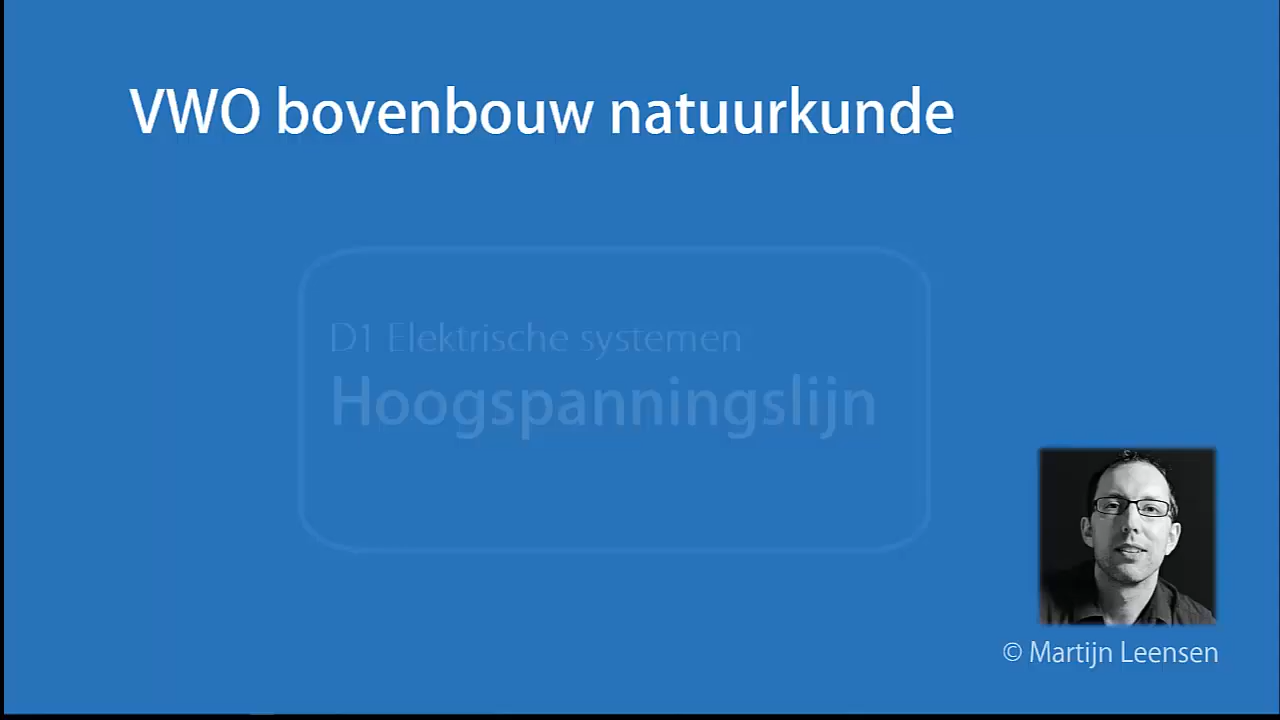 VWO bovenbouw natuurkunde
D1 Elektrische systemen
Hoogspanningslijn
© Martijn Leensen